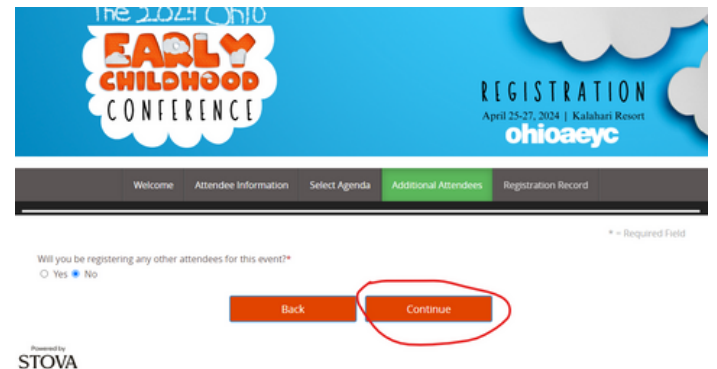 The 2024 Ohio
EARLY
CHILDHOOD
CONFERENCE
REGISTRATION
April 25-27, 2024 | Kalahari Resort
ohioaeyc
Welcome Attendee Information Select Agenda Additional Attendees Registration Record
* = Required Field
Will you be registering any other attendees for this event?*
Yes No
Back Continue
Powered by
STOVA